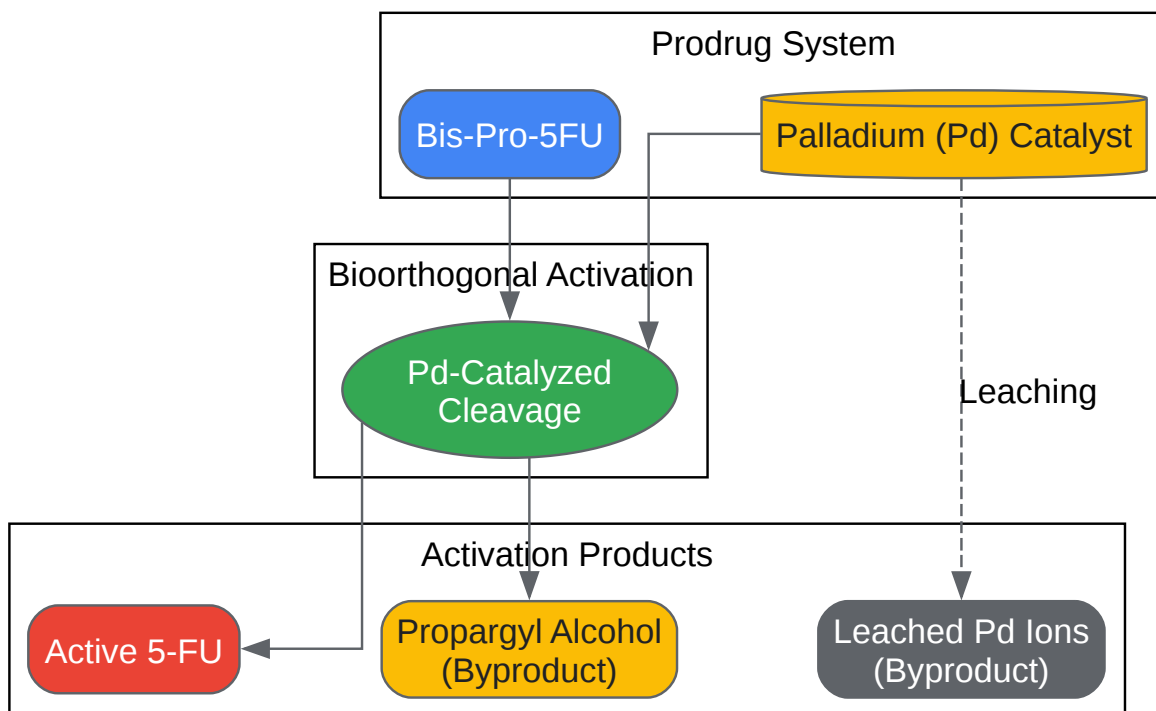 Prodrug System
Bis-Pro-5FU
Palladium (Pd) Catalyst
Bioorthogonal Activation
Pd-Catalyzed
Cleavage
Leaching
Activation Products
Active 5-FU
Propargyl Alcohol
(Byproduct)
Leached Pd Ions
(Byproduct)